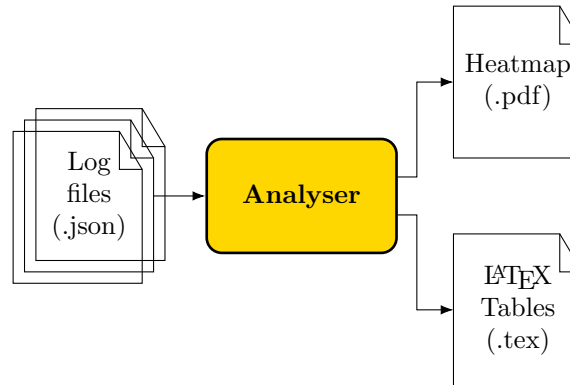 Log
files
(.json)
Analyser
Heatmap
(.pdf)
LATEX
Tables
(.tex)